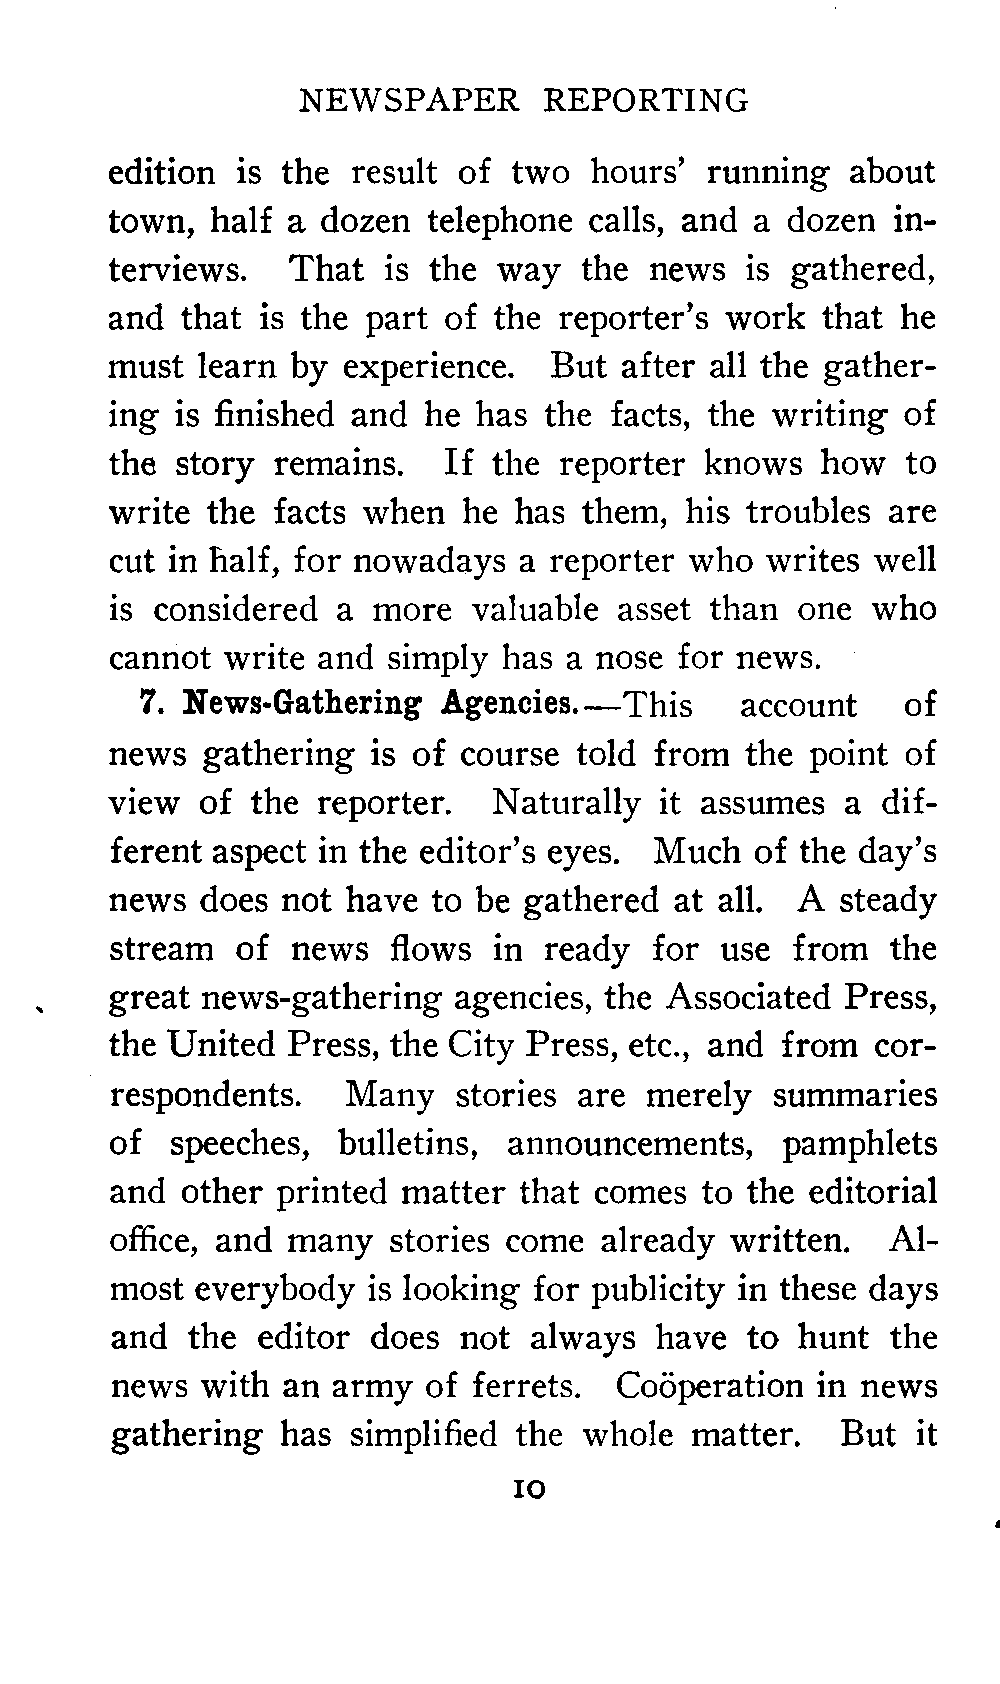 NEWSPAPER REPORTING
edition is the result of two hours' running about
town, half a dozen telephone calls, and a dozen in-
terviews. That is the way the news is gathered,
and that is the part of the reporter's work that he
must learn by experience. But after all the gather-
ing is finished and he has the facts, the writing of
the story remains. If the reporter knows how to
write the facts when he has them, his troubles are
cut in half, for nowadays a reporter who writes well
is considered a more valuable asset than one who
cannot write and simply has a nose for news.
7. News-Gathering Agencies.—This account of
news gathering is of course told from the point of
view of the reporter. Naturally it assumes a dif-
ferent aspect in the editor's eyes. Much of the day's
news does not have to be gathered at all. A steady
stream of news flows in ready for use from the
great news-gathering agencies, the Associated Press,
the United Press, the City Press, etc., and from cor-
respondents. Many stories are merely summaries
of speeches, bulletins, announcements, pamphlets
and other printed matter that comes to the editorial
office, and many stories come already written. Al-
most everybody is looking for publicity in these days
and the editor does not always have to hunt the
news with an army of ferrets. Coöperation in news
gathering has simplified the whole matter. But it
10